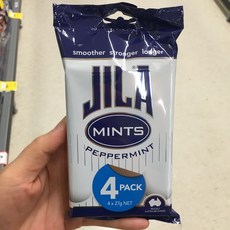 smoother stronger longer
JILA
MINTS
PEPPERMINT
4 PACK
4 x 27g NET